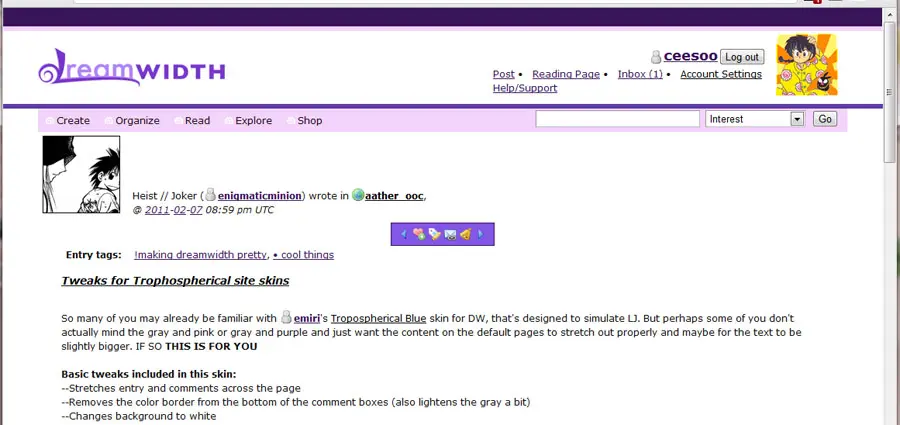 dreamWIDTH
ceesoo Log out
Post • Reading Page • Inbox (1) • Account Settings
Help/Support
Create Organize Read Explore Shop Interest Go
Heist // Joker (enigmaticminion) wrote in aather_ooc,
@ 2011-02-07 08:59 pm UTC
Entry tags: !making dreamwidth pretty, • cool things
Tweaks for Trophospherical site skins
So many of you may already be familiar with emiri's Tropospherical Blue skin for DW, that's designed to simulate LJ. But perhaps some of you don't
actually mind the gray and pink or gray and purple and just want the content on the default pages to stretch out properly and maybe for the text to be
slightly bigger. IF SO THIS IS FOR YOU
Basic tweaks included in this skin:
--Stretches entry and comments across the page
--Removes the color border from the bottom of the comment boxes (also lightens the gray a bit)
--Changes background to white